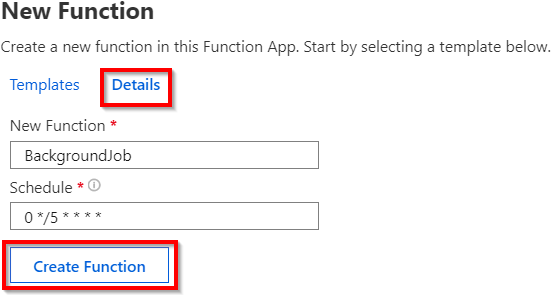 New Function
Create a new function in this Function App. Start by selecting a template below.
Templates Details
New Function *
BackgroundJob
Schedule *
0 */5 * * * *
Create Function